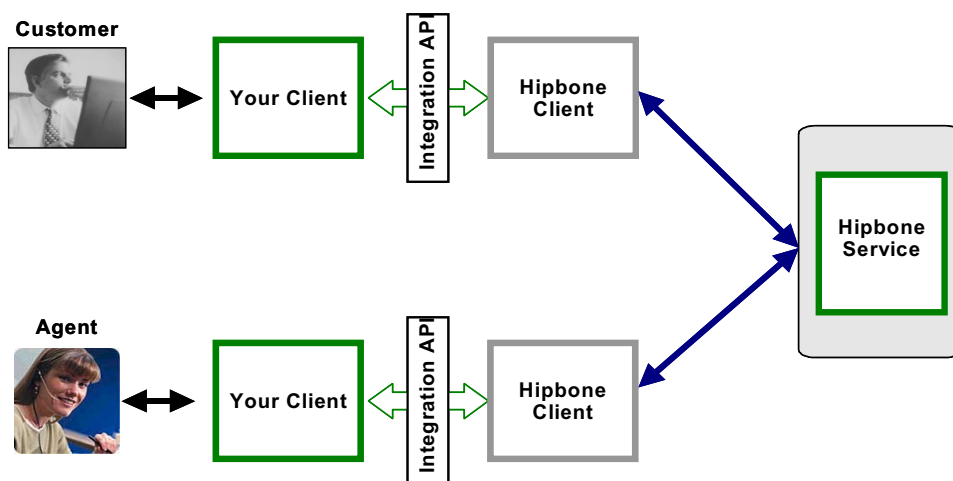 Customer
Your Client
Integration API
Hipbone
Client
Hipbone
Service
Agent
Your Client
Integration API
Hipbone
Client